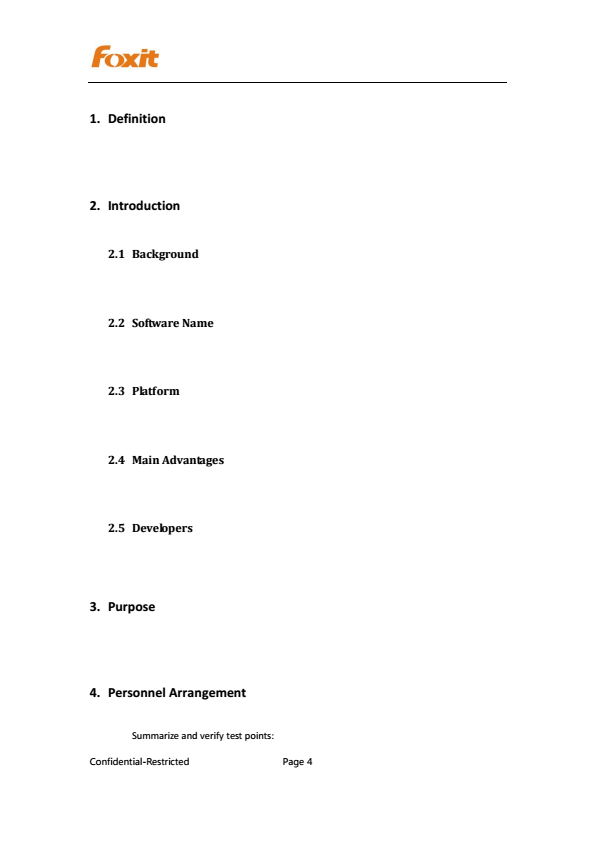 Foxit
1. Definition
2. Introduction
2.1 Background
2.2 Software Name
2.3 Platform
2.4 Main Advantages
2.5 Developers
3. Purpose
4. Personnel Arrangement
Summarize and verify test points:
Confidential-Restricted Page 4